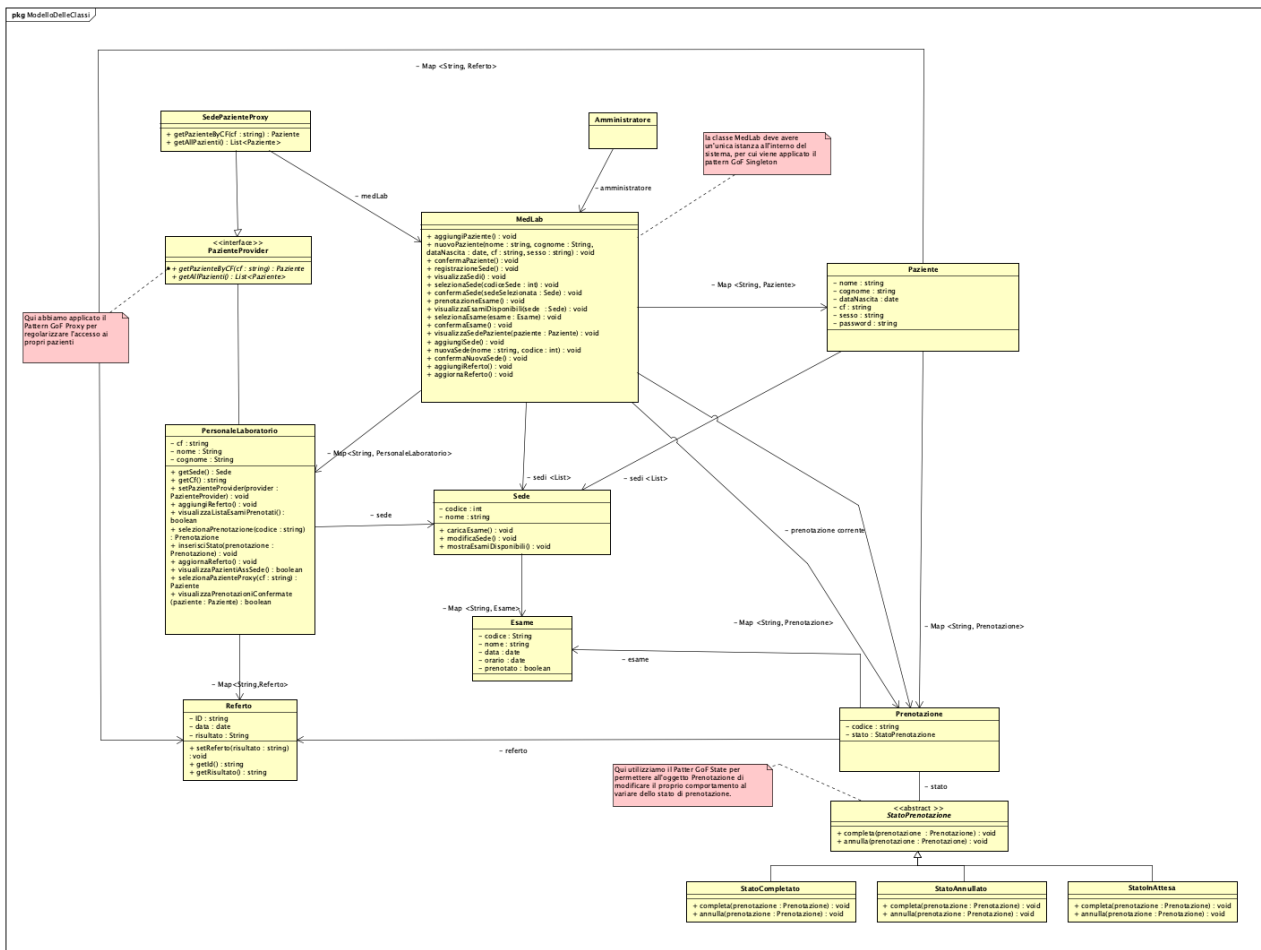 pkg ModelloDelleClassi
- Map <String, Referto>
SedePazienteProxy
+ getPazienteByCF(cf : string) : Paziente
+ getAllPazienti() : List<Paziente>
Amministratore
la classe MedLab deve avere
un'unica istanza all'interno del
sistema, per cui viene applicato il
pattern GoF Singleton
- medLab
- amministratore
<<interface>>
PazienteProvider
+ getPazienteByCF(cf : string) : Paziente
+ getAllPazienti() : List<Paziente>
Qui abbiamo applicato il
Pattern GoF Proxy per
regolarizzare l'accesso ai
propri pazienti
MedLab
+ aggiungiPaziente() : void
+ nuovoPaziente(nome : string, cognome : String,
dataNascita : date, cf : string, sesso : string) : void
+ confermaPaziente() : void
+ registrazioneSede() : void
+ visualizzaSedi() : void
+ selezionaSede(codiceSede : int) : void
+ confermaSede(sedeSelezionata : Sede) : void
+ prenotazioneEsame() : void
+ visualizzaEsamiDisponibili(sede : Sede) : void
+ selezionaEsame(esame : Esame) : void
+ confermaEsame() : void
+ visualizzaSedePaziente(paziente : Paziente) : void
+ aggiungiSede() : void
+ nuovaSede(nome : string, codice : int) : void
+ confermaNuovaSede() : void
+ aggiungiReferto() : void
+ aggiornaReferto() : void
- Map <String, Paziente>
Paziente
- nome : string
- cognome : string
- dataNascita : date
- cf : string
- sesso : string
- password : string
PersonaleLaboratorio
- cf : string
- nome : String
- cognome : String
+ getSede() : Sede
+ getCf() : string
+ setPazienteProvider(provider :
PazienteProvider) : void
+ aggiungiReferto() : void
+ visualizzaListaEsamiPrenotati() :
boolean
+ selezionaPrenotazione(codice : string)
: Prenotazione
+ inserisciStato(prenotazione :
Prenotazione) : void
+ aggiornaReferto() : void
+ visualizzaPazientiAssSede() : boolean
+ selezionaPazienteProxy(cf : string) :
Paziente
+ visualizzaPrenotazioniConfermate
(paziente : Paziente) : boolean
- Map<String, PersonaleLaboratorio>
- sedi <List>
- sedi <List>
- sede
Sede
- codice : int
- nome : string
+ caricaEsame() : void
+ modificaSede() : void
+ mostraEsamiDisponibili() : void
- prenotazione corrente
- Map <String, Esame>
Esame
- codice : String
- nome : string
- data : date
- orario : date
- prenotato : boolean
- esame
- Map <String, Prenotazione>
- Map <String, Prenotazione>
- Map<String,Referto>
Referto
- ID : string
- data : date
- risultato : String
+ setReferto(risultato : string)
: void
+ getId() : string
+ getRisultato() : string
- referto
Prenotazione
- codice : string
- stato : StatoPrenotazione
Qui utilizziamo il Patter GoF State per
permettere all'oggetto Prenotazione di
modificare il proprio comportamento al
variare dello stato di prenotazione.
- stato
<<abstract >>
StatoPrenotazione
+ completa(prenotazione : Prenotazione) : void
+ annulla(prenotazione : Prenotazione) : void
StatoCompletato
+ completa(prenotazione : Prenotazione) : void
+ annulla(prenotazione : Prenotazione) : void
StatoAnnullato
+ completa(prenotazione : Prenotazione) : void
+ annulla(prenotazione : Prenotazione) : void
StatoInAttesa
+ completa(prenotazione : Prenotazione) : void
+ annulla(prenotazione : Prenotazione) : void